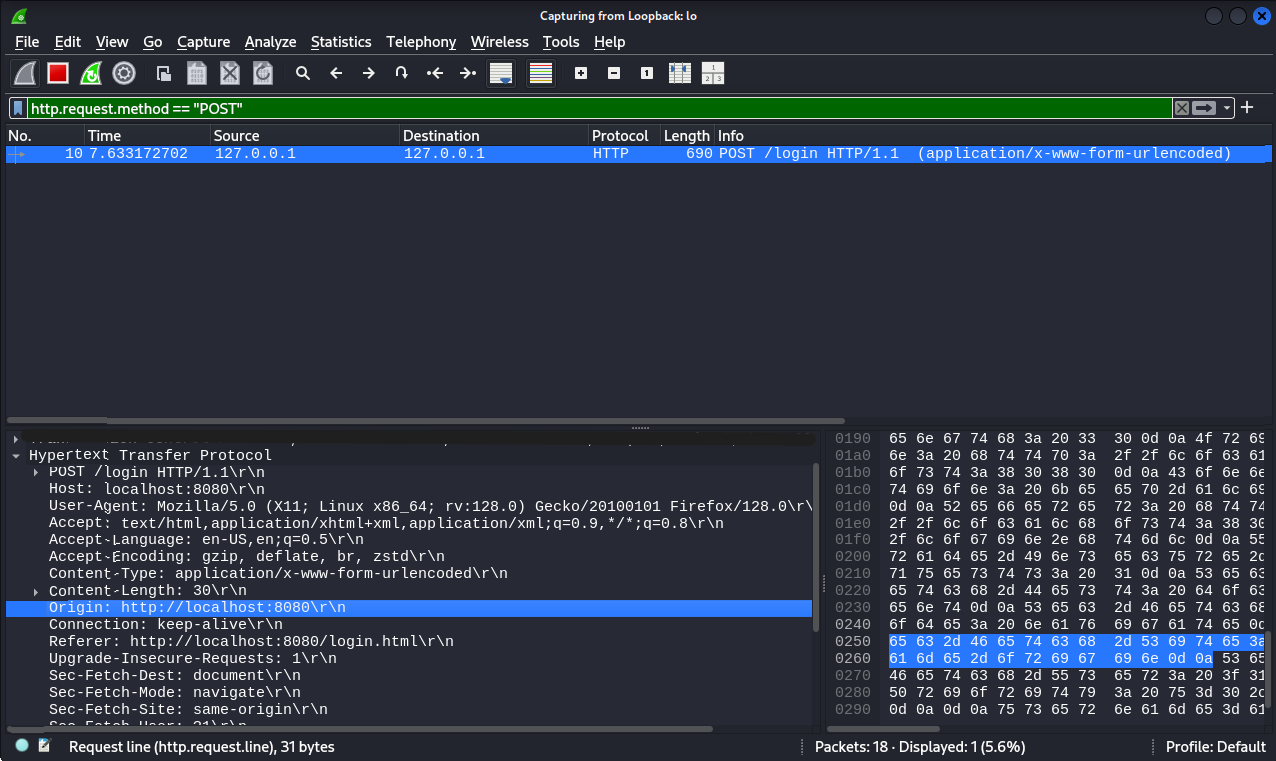 Capturing from Loopback: lo
File Edit View Go Capture Analyze Statistics Telephony Wireless Tools Help
http.request.method == "POST"
No. Time Source Destination Protocol Length Info
10 7.633172702 127.0.0.1 127.0.0.1 HTTP 690 POST /login HTTP/1.1 (application/x-www-form-urlencoded)
Hypertext Transfer Protocol
POST /login HTTP/1.1\r\n
Host: localhost:8080\r\n
User-Agent: Mozilla/5.0 (X11; Linux x86_64; rv:128.0) Gecko/20100101 Firefox/128.0\r\
Accept: text/html,application/xhtml+xml,application/xml;q=0.9,*/*;q=0.8\r\n
Accept-Language: en-US,en;q=0.5\r\n
Accept-Encoding: gzip, deflate, br, zstd\r\n
Content-Type: application/x-www-form-urlencoded\r\n
Content-Length: 30\r\n
Origin: http://localhost:8080\r\n
Connection: keep-alive\r\n
Referer: http://localhost:8080/login.html\r\n
Upgrade-Insecure-Requests: 1\r\n
Sec-Fetch-Dest: document\r\n
Sec-Fetch-Mode: navigate\r\n
Sec-Fetch-Site: same-origin\r\n
Sec-Fetch-User: ?1\r\n
0190 65 6e 67 74 68 3a 20 33 30 0d 0a 4f 72 69
01a0 6e 3a 20 68 74 74 70 3a 2f 2f 6c 6f 63 61
01b0 6f 73 74 3a 38 30 38 30 0d 0a 43 6f 6e 6e
01c0 74 69 6f 6e 3a 20 6b 65 65 70 2d 61 6c 69
01d0 0d 0a 52 65 66 65 72 65 72 3a 20 68 74 74
01e0 2f 2f 6c 6f 63 61 6c 68 6f 73 74 3a 38 30
01f0 2f 6c 6f 67 69 6e 2e 68 74 6d 6c 0d 0a 55
0200 72 61 64 65 2d 49 6e 73 65 63 75 72 65 2d
0210 71 75 65 73 74 73 3a 20 31 0d 0a 53 65 63
0220 65 74 63 68 2d 44 65 73 74 3a 20 64 6f 63
0230 65 6e 74 0d 0a 53 65 63 2d 46 65 74 63 68
0240 6f 64 65 3a 20 6e 61 76 69 67 61 74 65 0d
0250 65 63 2d 46 65 74 63 68 2d 53 69 74 65 3a
0260 61 6d 65 2d 6f 72 69 67 69 6e 0d 0a 53 65
0270 46 65 74 63 68 2d 55 73 65 72 3a 20 3f 31
0280 50 72 69 6f 72 69 74 79 3a 20 75 3d 30 2c
0290 0d 0a 0d 0a 75 73 65 72 6e 61 6d 65 3d 61
Request line (http.request.line), 31 bytes
Packets: 18 · Displayed: 1 (5.6%)
Profile: Default